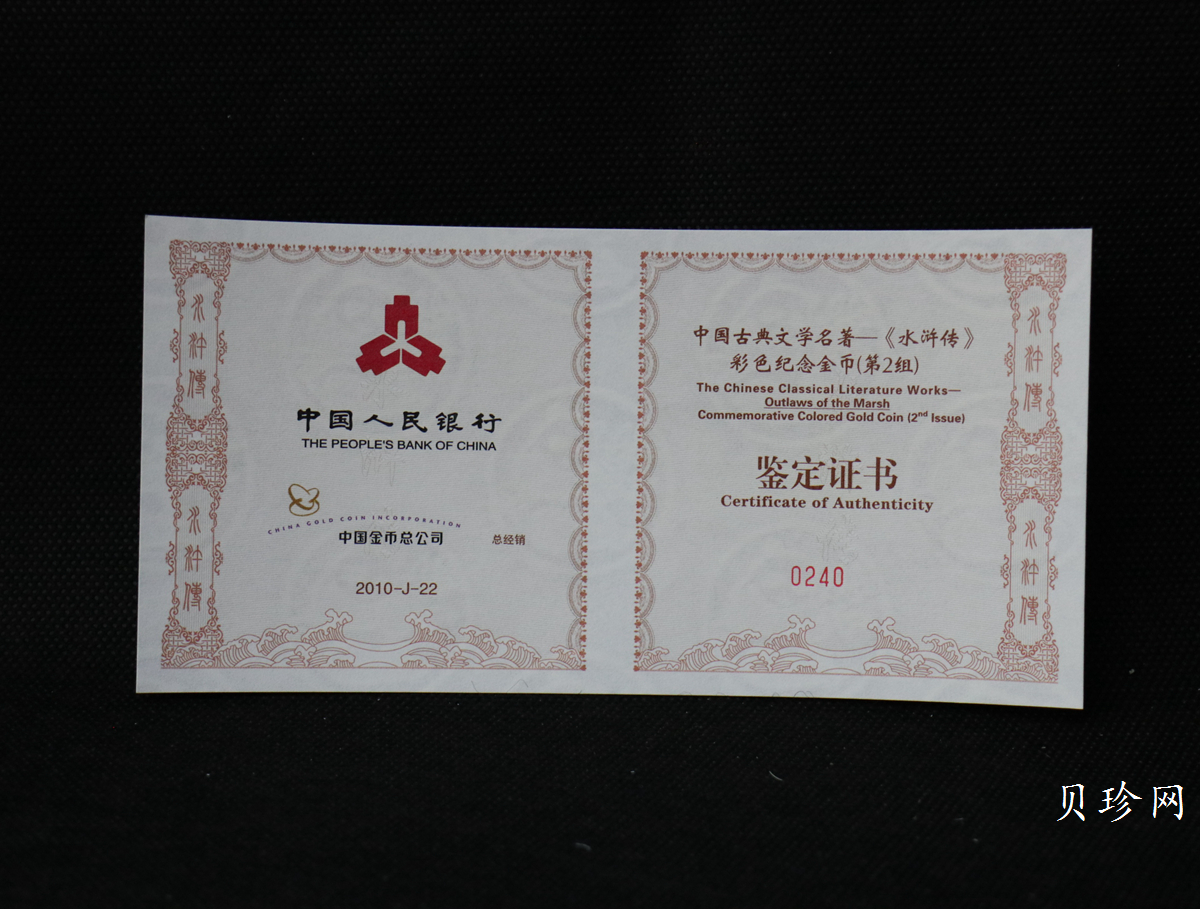 水滸傳
水滸傳
中国人民银行
THE PEOPLE'S BANK OF CHINA
CHINA GOLD COIN INCORPORATION
中国金币总公司 总经销
2010-J-22
中国古典文学名著—《水浒传》
彩色纪念金币(第2组)
The Chinese Classical Literature Works—
Outlaws of the Marsh
Commemorative Colored Gold Coin (2nd Issue)
鉴定证书
Certificate of Authenticity
0240
水滸傳
水滸傳
贝珍网